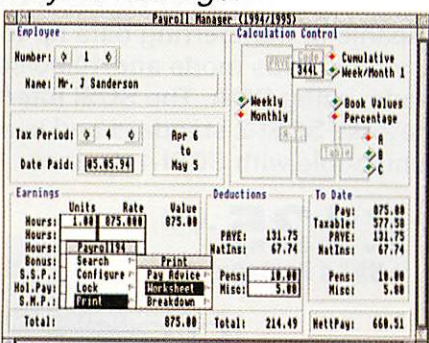 Payroll Manager (1994/1995)
Employee
Number: 1
Name: Mr. J Sanderson
Tax Period: 4
Apr 6
to
May 5
Date Paid: 05.05.94
Calculation Control
PAYE
Code
344L
Cumulative
Week/Month 1
Weekly
Monthly
Book Values
Percentage
N.I.
Table
A
B
C
Earnings
Units Rate Value
Hours: 1.00 875.000 875.00
Hours:
Hours:
Bonus:
S.S.P.:
Hol.Pay:
S.M.P.:
Total: 875.00
Payroll94
Search
Configure
Lock
Print
Print
Pay Advice
Worksheet
Breakdown
Deductions
PAYE: 131.75
NatIns: 67.74
Pens: 10.00
Misc: 5.00
Total: 214.49
To Date
Pay: 875.00
Taxable: 577.50
PAYE: 131.75
NatIns: 67.74
Pens: 10.00
Misc: 5.00
NettPay: 660.51